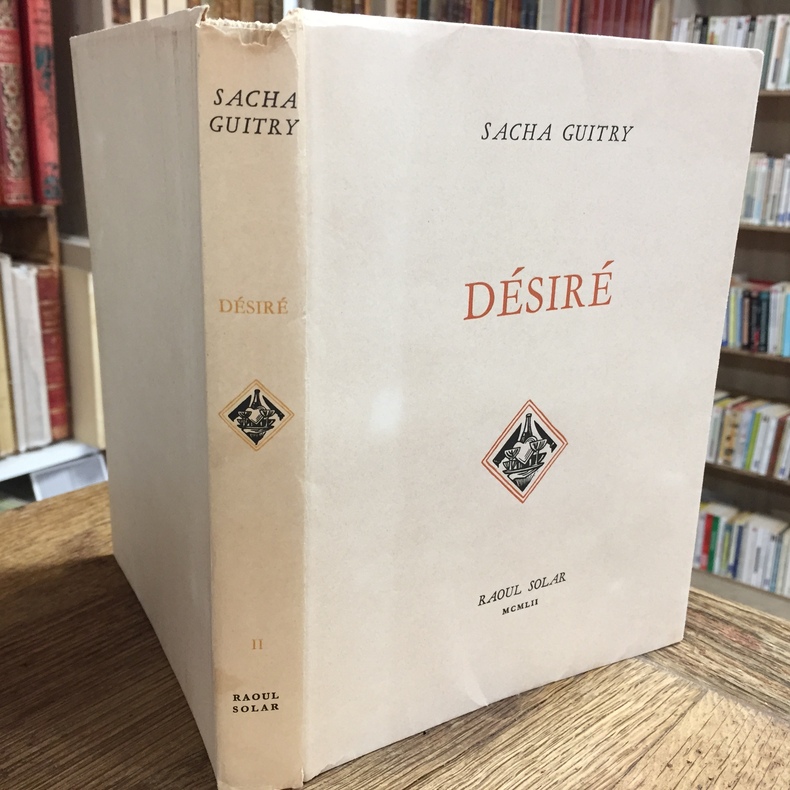 SACHA
GUITRY
DÉSIRÉ
II
RAOUL
SOLAR
SACHA GUITRY
DÉSIRÉ
RAOUL SOLAR
MCMLII